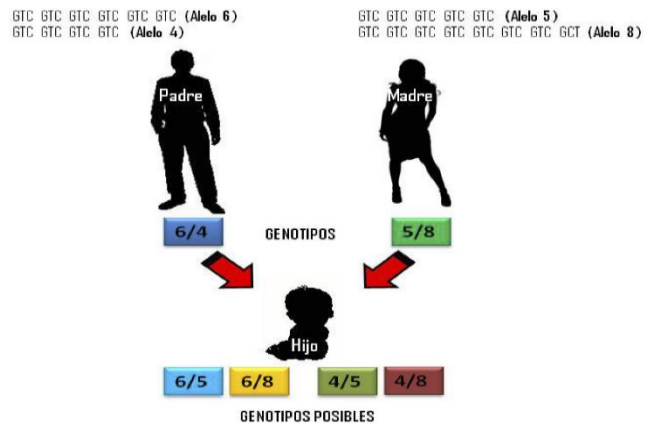 GTC GTC GTC GTC GTC GTC (Alelo 6)
GTC GTC GTC GTC (Alelo 4)
GTC GTC GTC GTC GTC (Alelo 5)
GTC GTC GTC GTC GTC GTC GTC GCT (Alelo 8)
Padre
Madre
6/4
GENOTIPOS
5/8
Hijo
6/5 6/8 4/5 4/8
GENOTIPOS POSIBLES